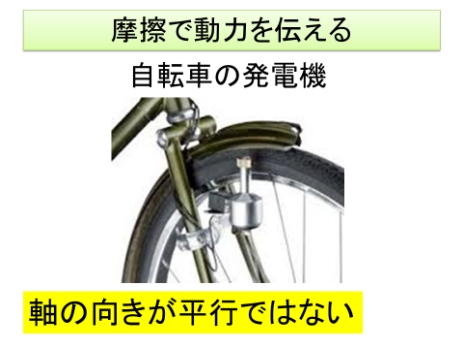 摩擦で動力を伝える
自転車の発電機
軸の向きが平行ではない